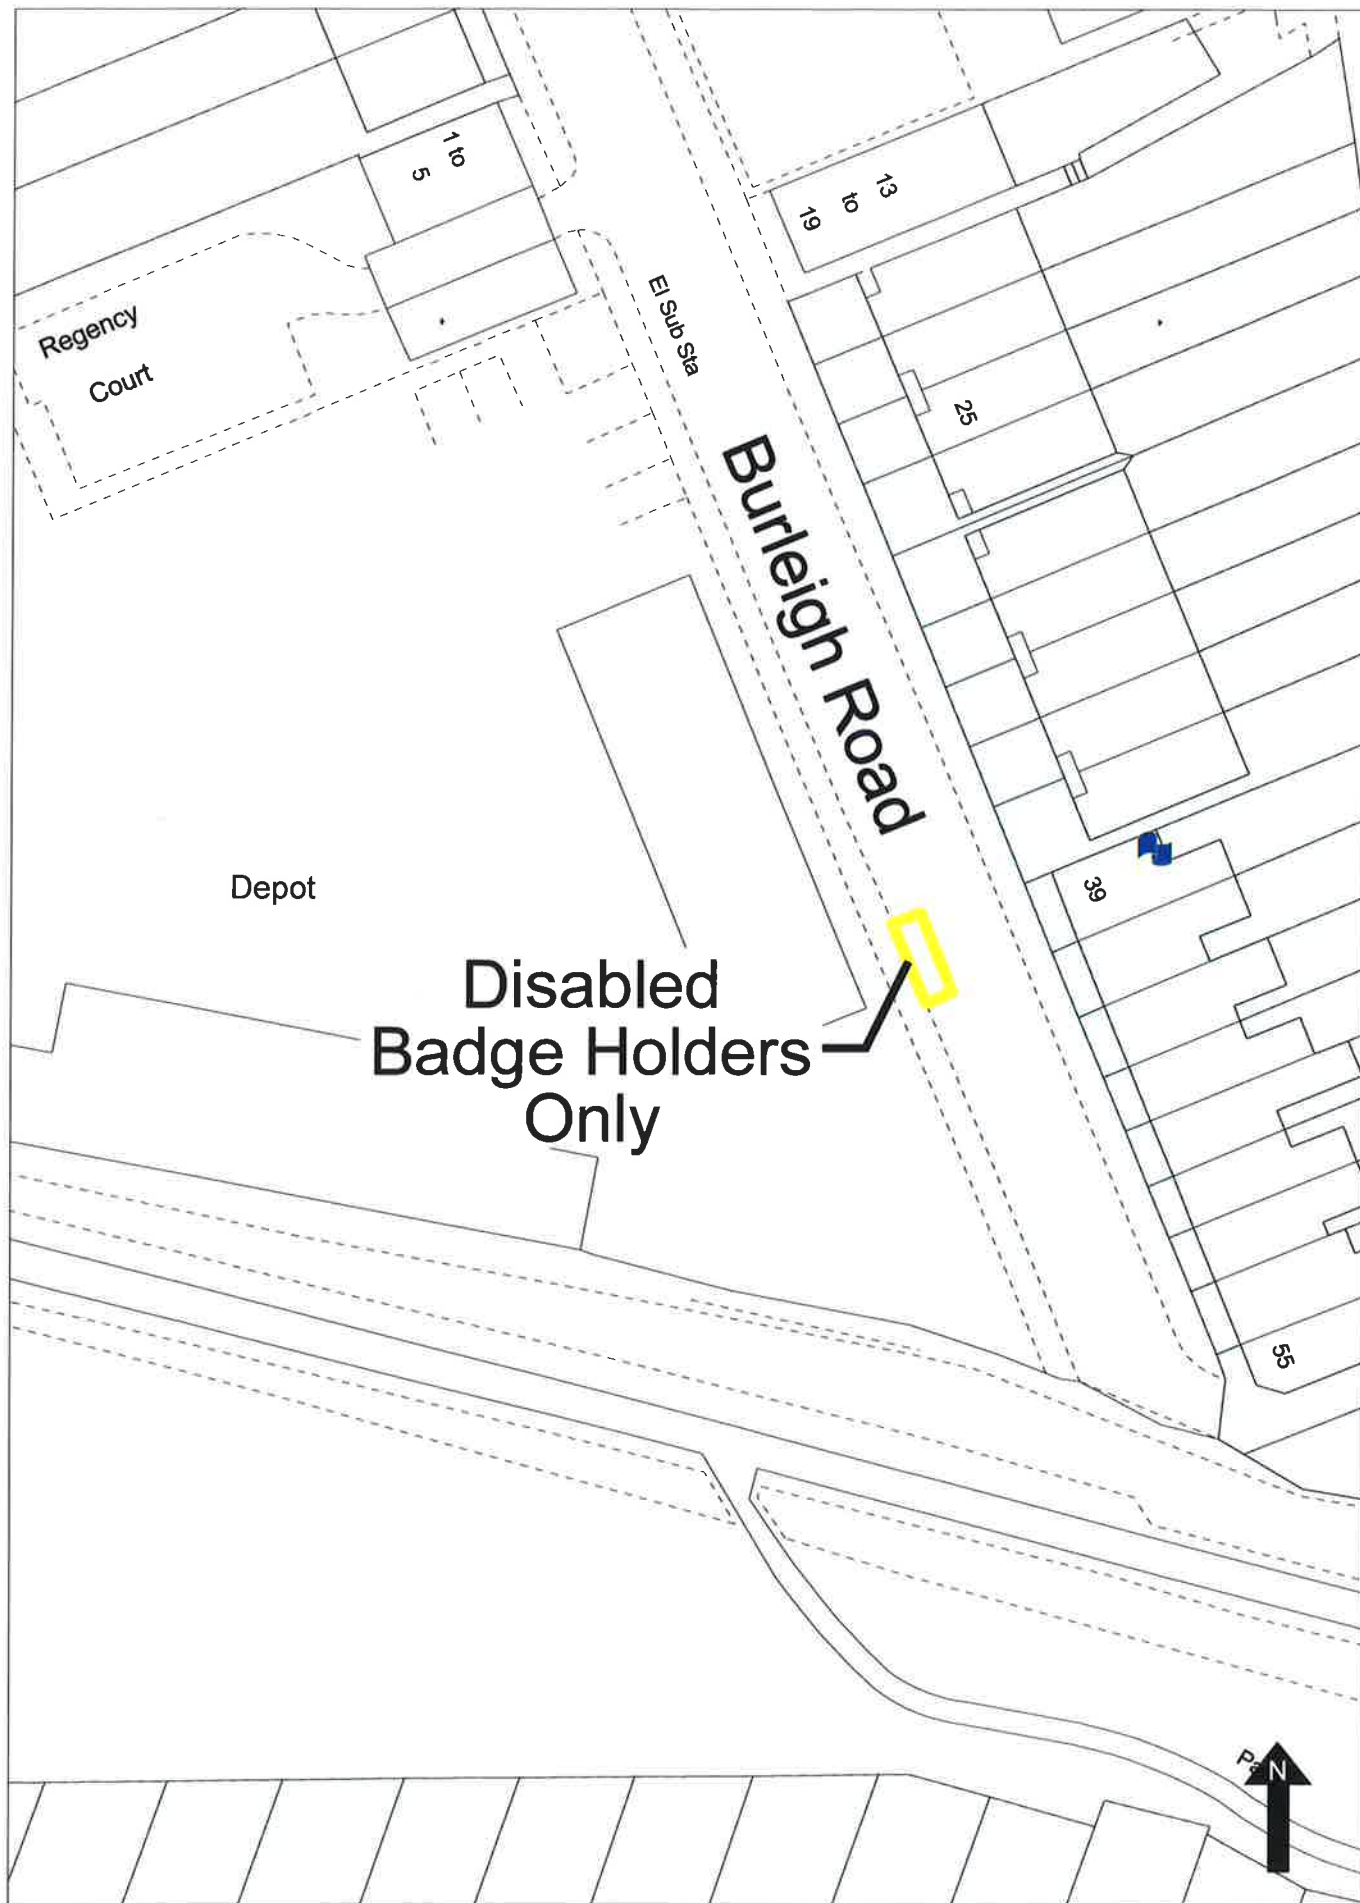 1 to
5
13
to
19
Regency
Court
El Sub Sta
25
Burleigh Road
39
Depot
Disabled
Badge Holders
Only
55
N